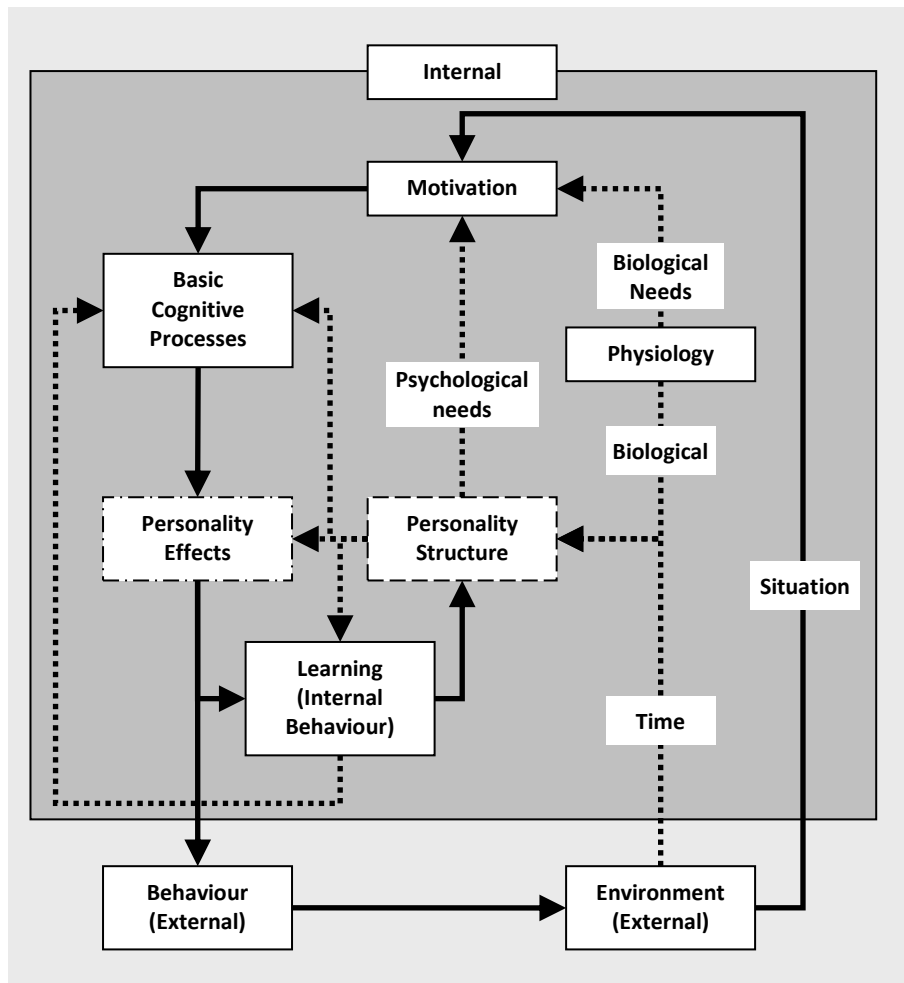 Internal
Motivation
Basic
Cognitive
Processes
Biological
Needs
Physiology
Psychological
needs
Biological
Personality
Effects
Personality
Structure
Situation
Learning
(Internal
Behaviour)
Time
Behaviour
(External)
Environment
(External)